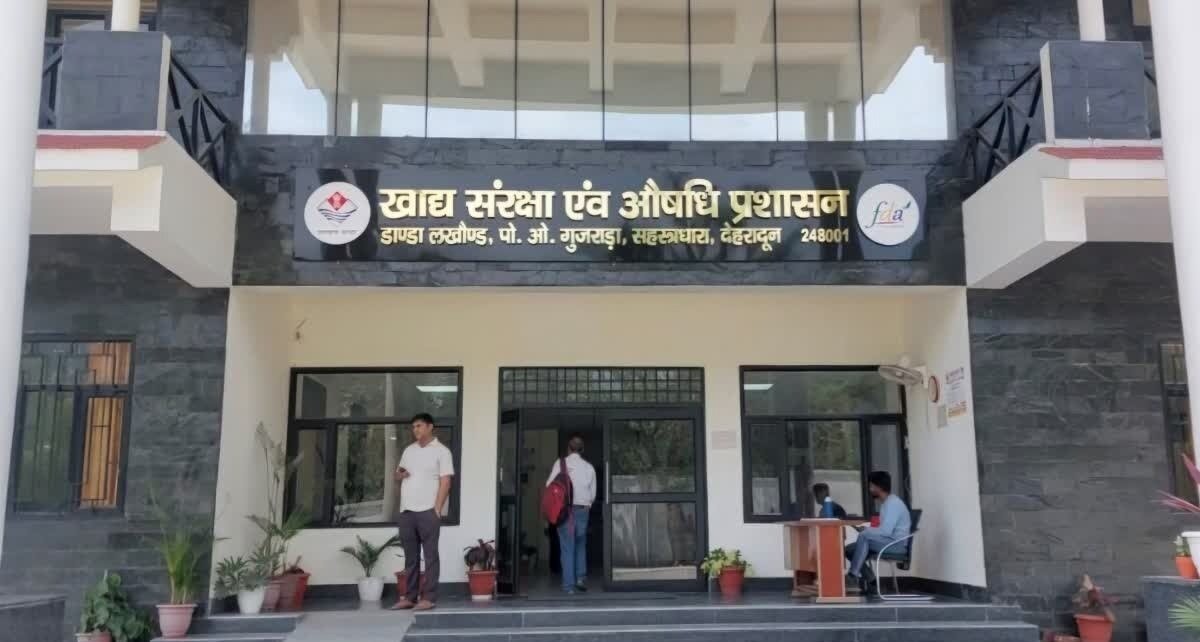 खाद्य संरक्षा एंव औषधि प्रशासन
डाण्डा लखौण्ड, पो. ओ. गुजराड़ा, सहस्त्रधारा, देहरादून 248001
fda